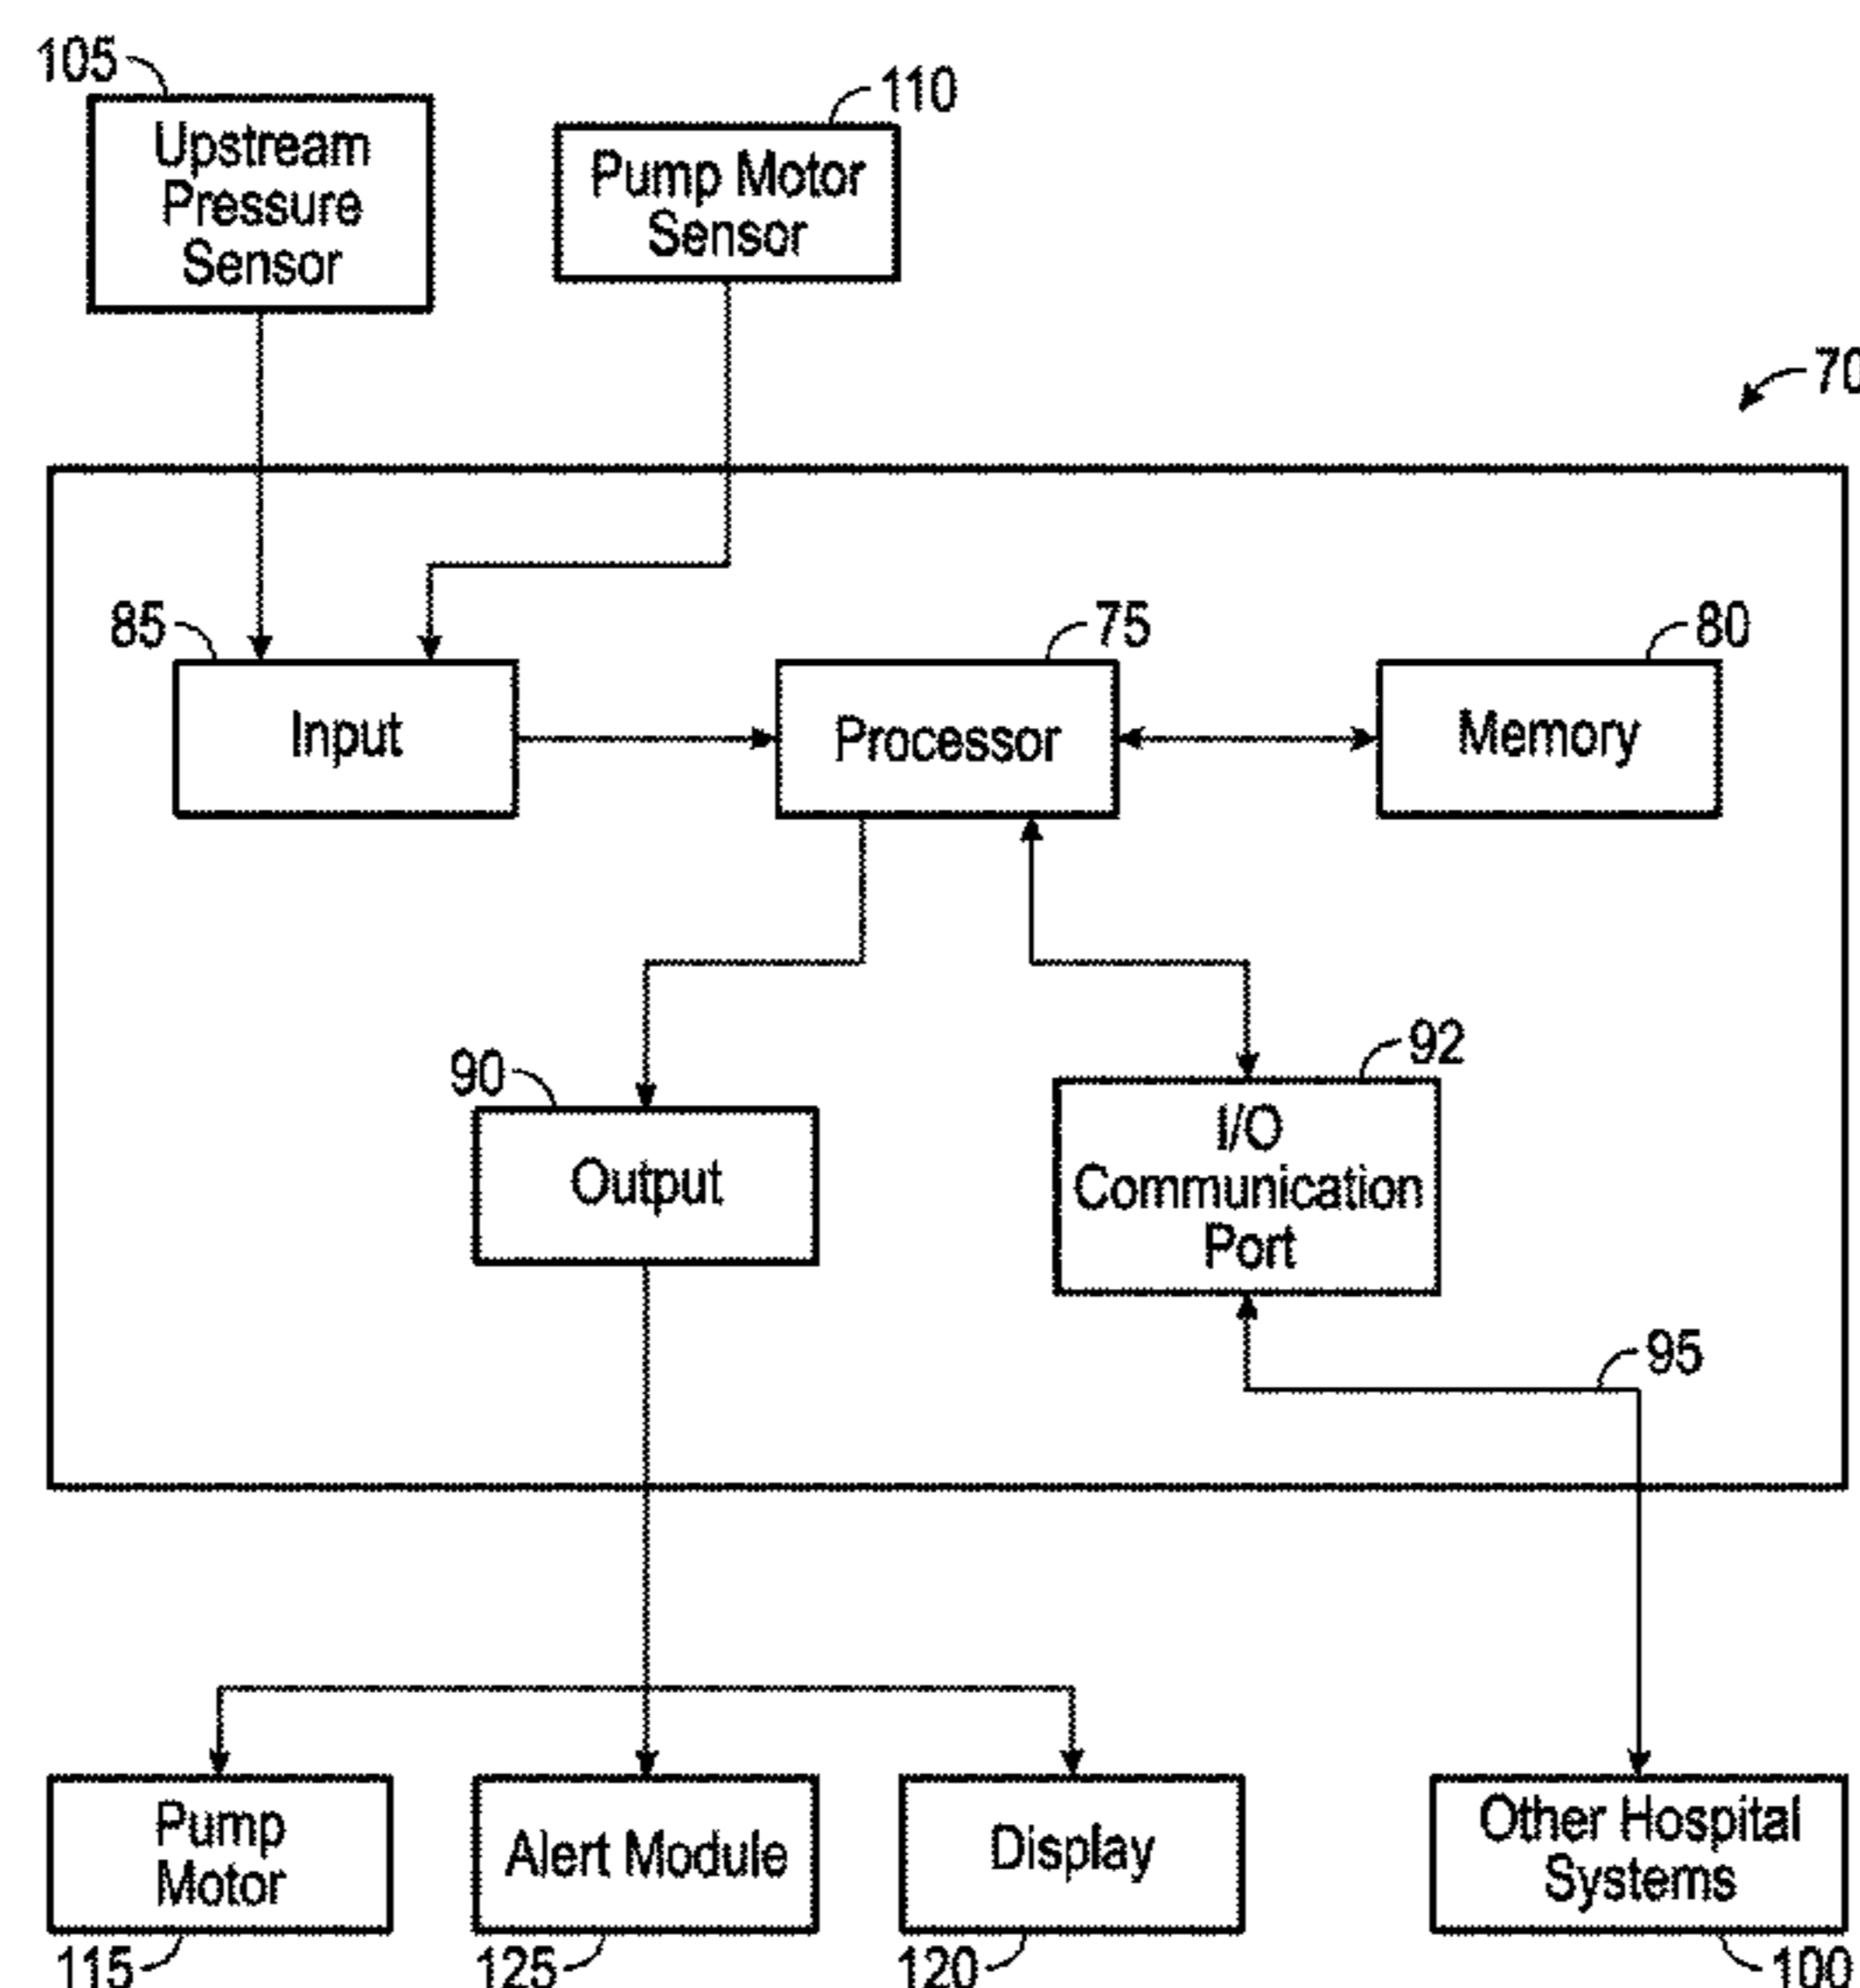 105
110
Upstream
Pressure
Sensor
Pump Motor
Sensor
70
85
75
80
Input
Processor
Memory
90
92
Output
I/O
Communication
Port
95
Pump
Motor
Alert Module
Display
Other Hospital
Systems
115
125
120
100